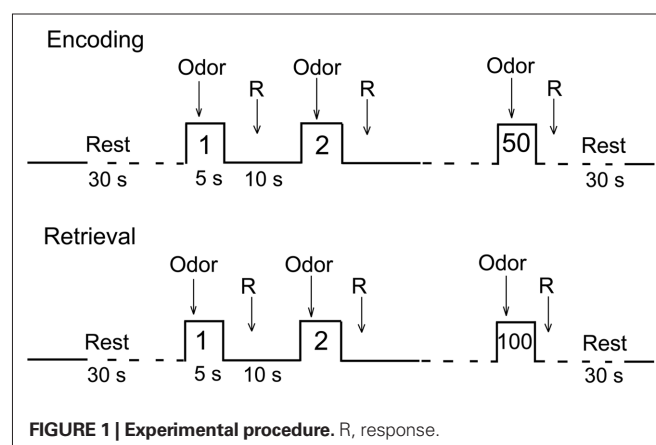 Encoding
Odor R Odor R Odor R
Rest 1 2 50 Rest
30 s 5 s 10 s 30 s
Retrieval
Odor R Odor R Odor R
Rest 1 2 100 Rest
30 s 5 s 10 s 30 s
FIGURE 1 | Experimental procedure. R, response.